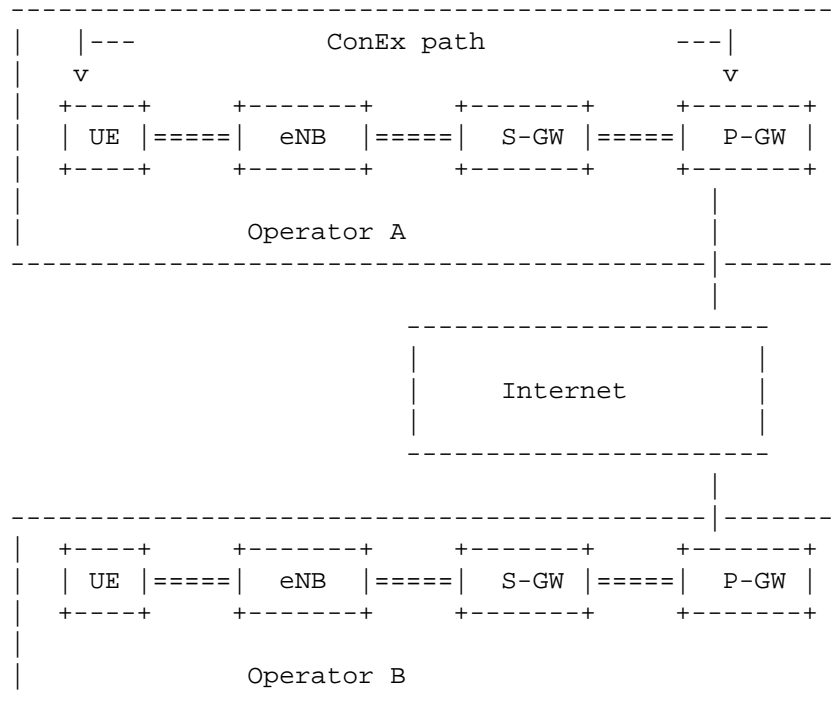 ConEx path
v v
UE eNB S-GW P-GW
Operator A
Internet
UE eNB S-GW P-GW
Operator B